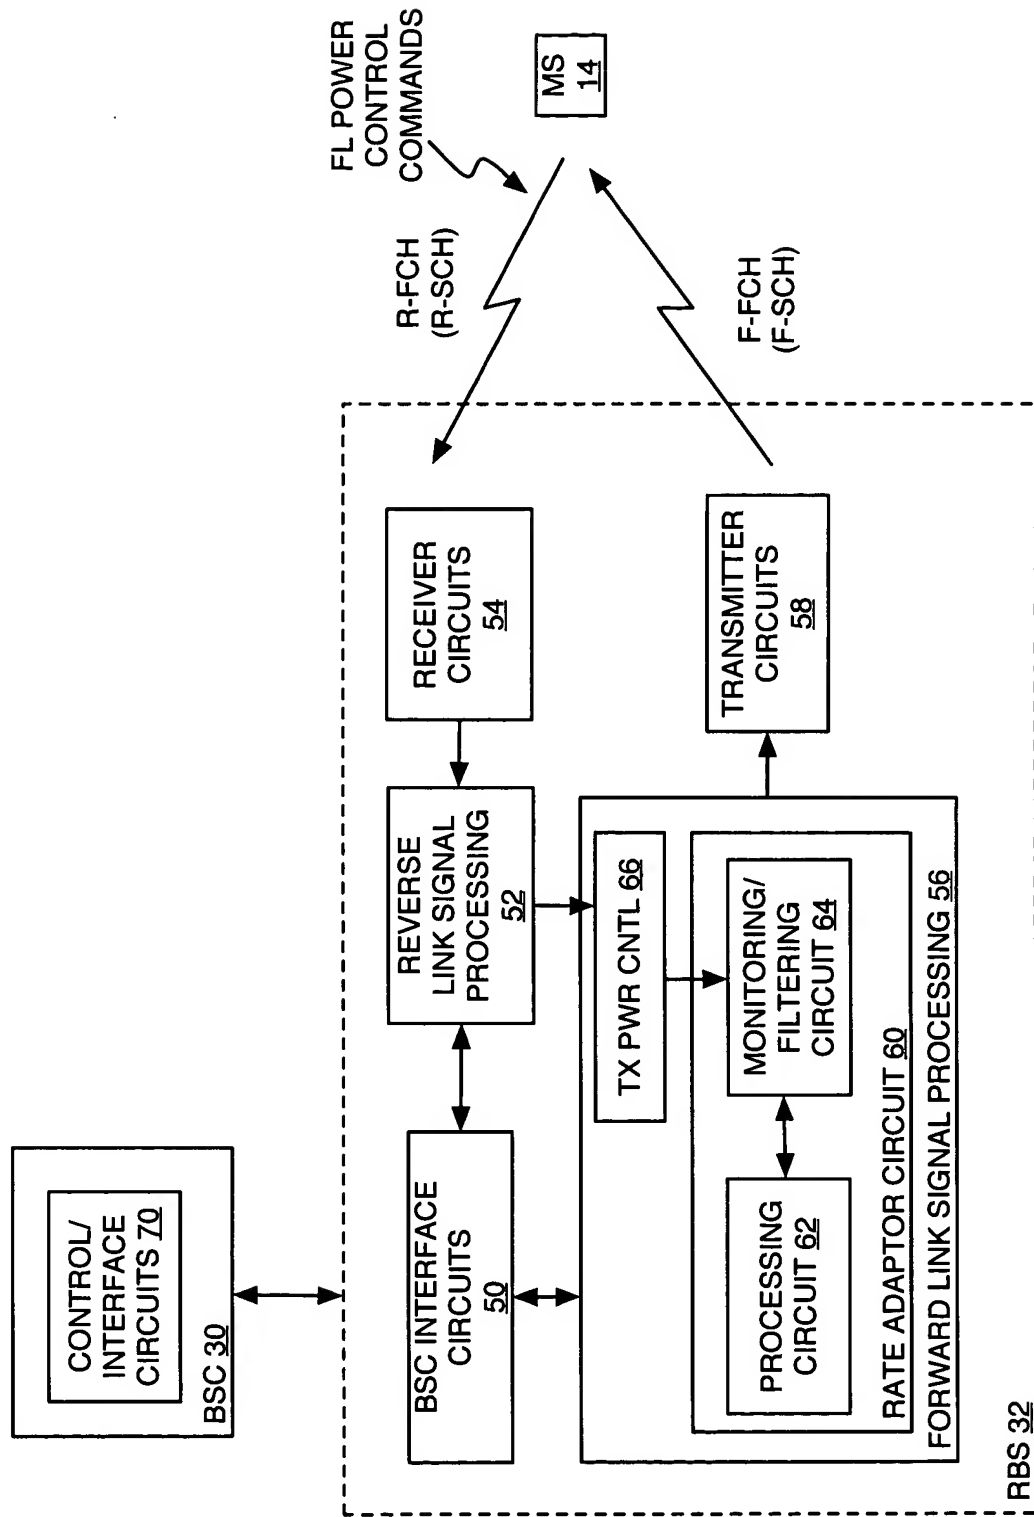 CONTROL/
INTERFACE
CIRCUITS 70
BSC 30
BSC INTERFACE
CIRCUITS
50
REVERSE
LINK SIGNAL
PROCESSING
52
RECEIVER
CIRCUITS
54
R-FCH
(R-SCH)
FL POWER
CONTROL
COMMANDS
MS
14
F-FCH
(F-SCH)
TX PWR CNTL 66
MONITORING/
FILTERING
CIRCUIT 64
PROCESSING
CIRCUIT 62
RATE ADAPTOR CIRCUIT 60
FORWARD LINK SIGNAL PROCESSING 56
TRANSMITTER
CIRCUITS
58
RBS 32